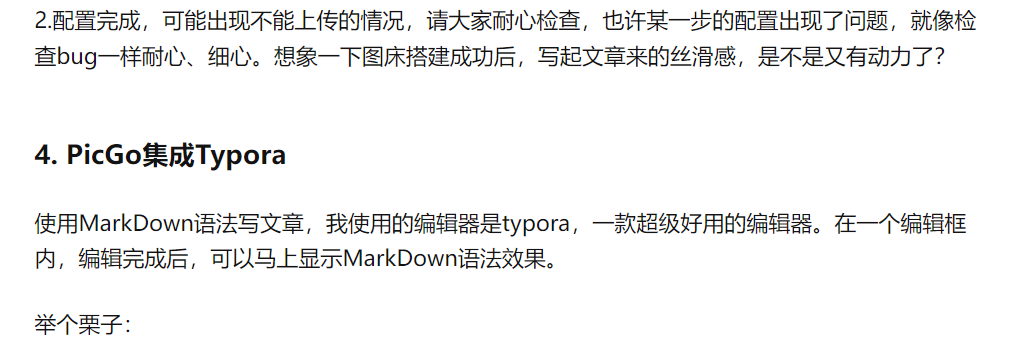 2.配置完成，可能出现不能上传的情况，请大家耐心检查，也许某一步的配置出现了问题，就像检
查bug一样耐心、细心。想象一下图床搭建成功后，写起文章来的丝滑感，是不是又有动力了？
4. PicGo集成Typora
使用MarkDown语法写文章，我使用的编辑器是typora，一款超级好用的编辑器。在一个编辑框
内，编辑完成后，可以马上显示MarkDown语法效果。
举个栗子：